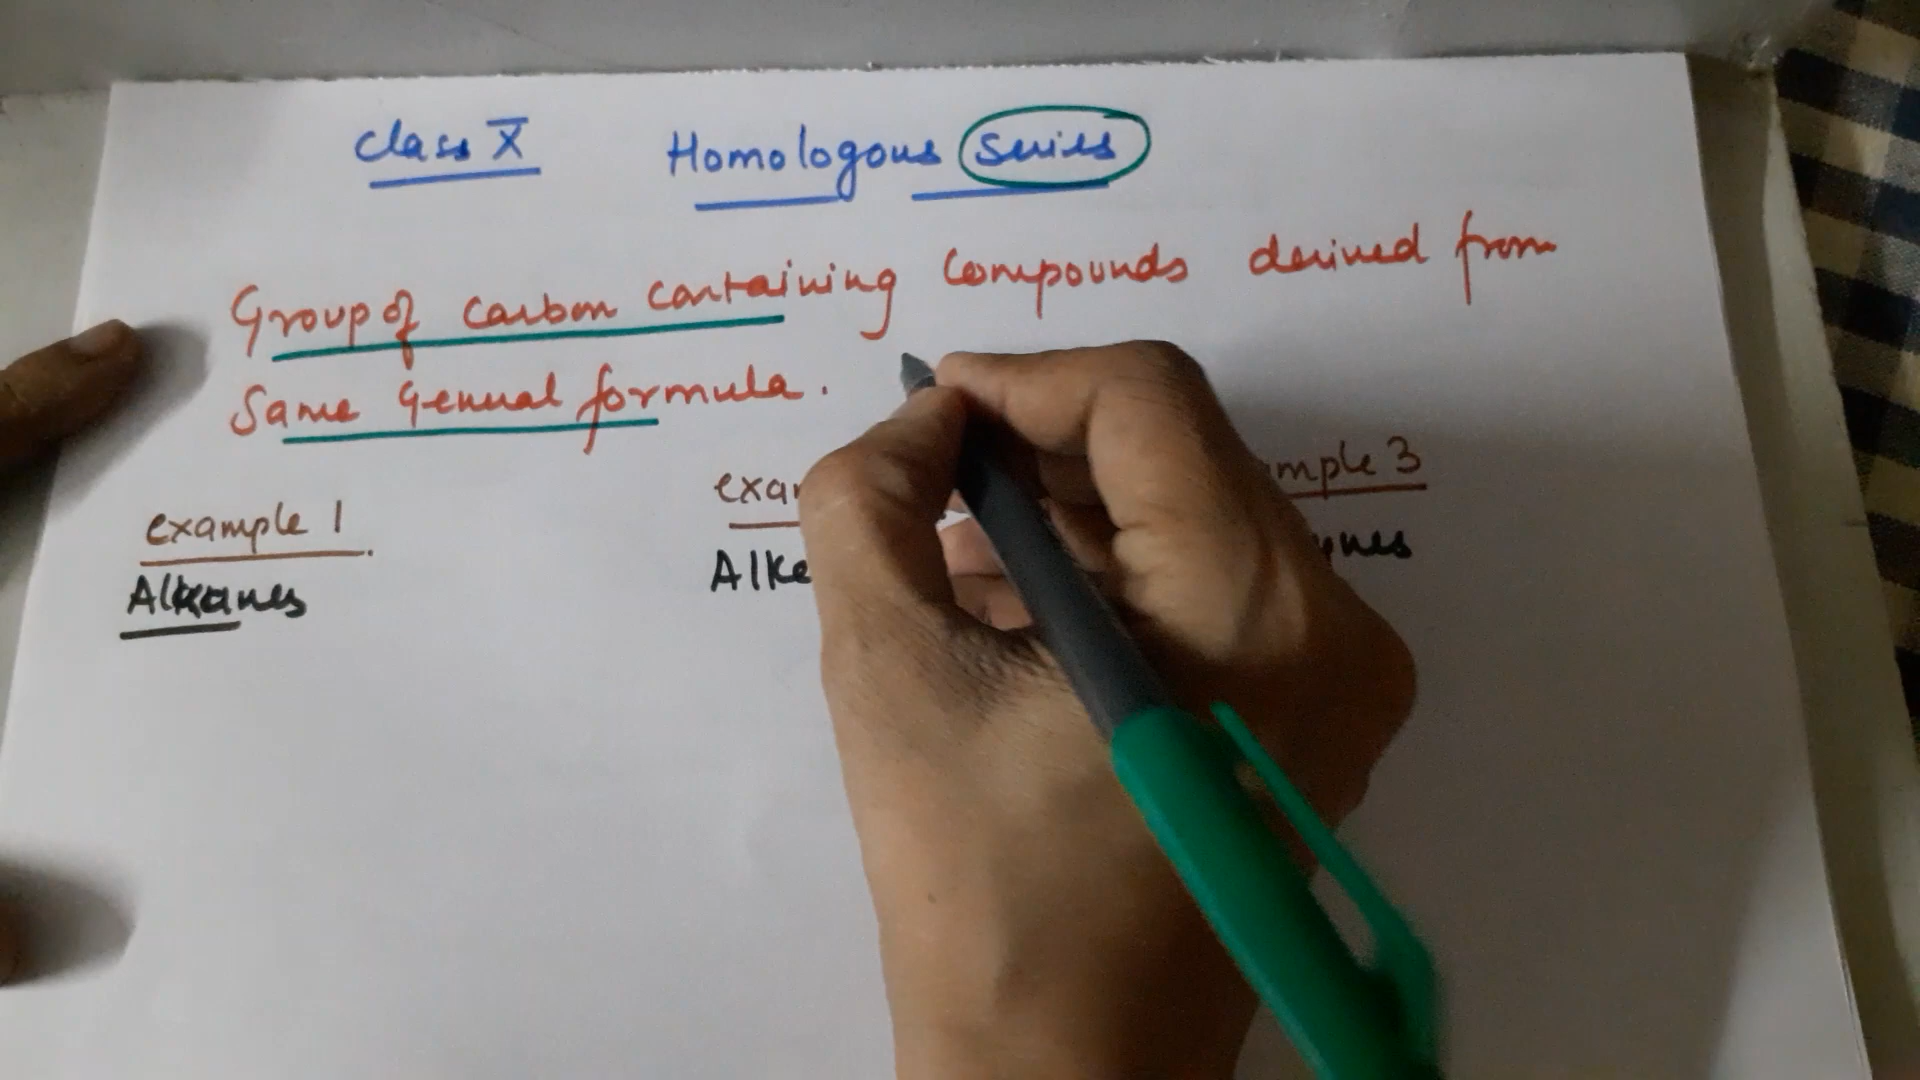 Class X Homologous Series
Group of Carbon Containing Compounds derived from
Same General formula.
example 1
Alkanes